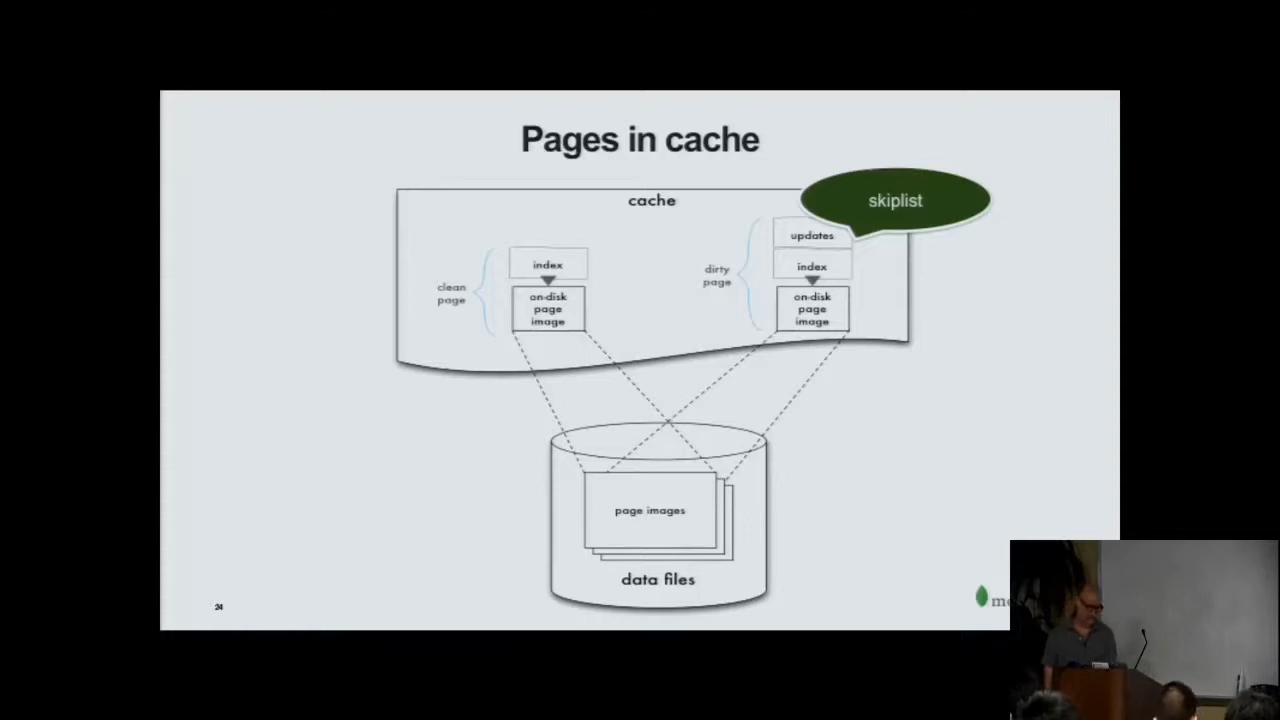 Pages in cache
cache
skiplist
updates
index
index
clean
page
dirty
page
on-disk
page
image
on-disk
page
image
page images
data files
24